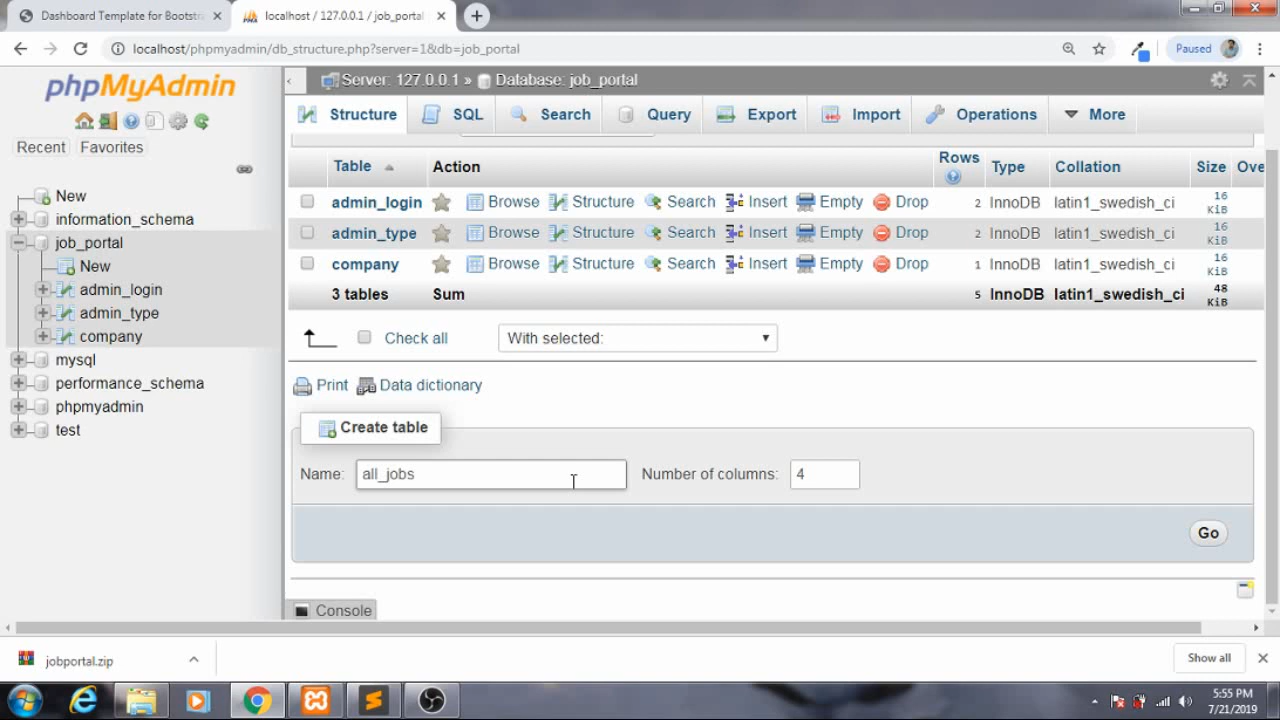 Dashboard Template for Bootstr
localhost / 127.0.0.1 / job_portal
localhost/phpmyadmin/db_structure.php?server=1&db=job_portal
Paused
phpMyAdmin
Recent Favorites
New
information_schema
job_portal
New
admin_login
admin_type
company
mysql
performance_schema
phpmyadmin
test
Server: 127.0.0.1 » Database: job_portal
Structure SQL Search Query Export Import Operations More
Table Action Rows Type Collation Size Ove
admin_login Browse Structure Search Insert Empty Drop 2 InnoDB latin1_swedish_ci 16 KiB
admin_type Browse Structure Search Insert Empty Drop 2 InnoDB latin1_swedish_ci 16 KiB
company Browse Structure Search Insert Empty Drop 1 InnoDB latin1_swedish_ci 16 KiB
3 tables Sum 5 InnoDB latin1_swedish_ci 48 KiB
Check all With selected:
Print Data dictionary
Create table
Name: all_jobs Number of columns: 4
Go
Console
jobportal.zip Show all
5:55 PM
7/21/2019